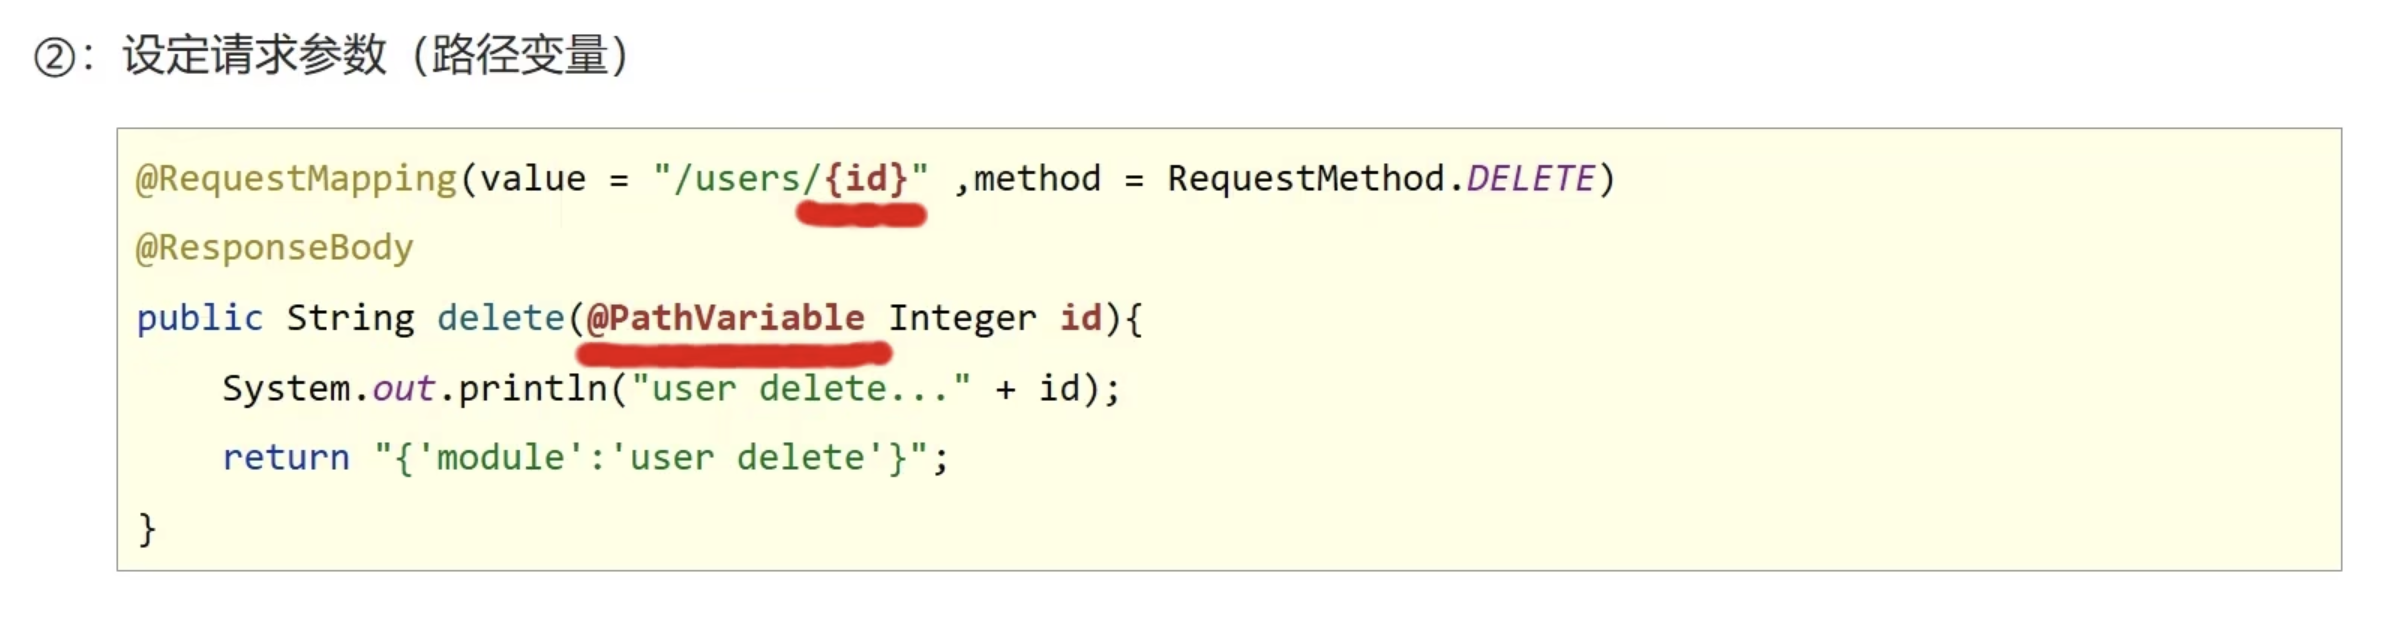 ②：设定请求参数（路径变量）
@RequestMapping(value = "/users/{id}" ,method = RequestMethod.DELETE)
@ResponseBody
public String delete(@PathVariable Integer id){
    System.out.println("user delete..." + id);
    return "{'module':'user delete'}";
}